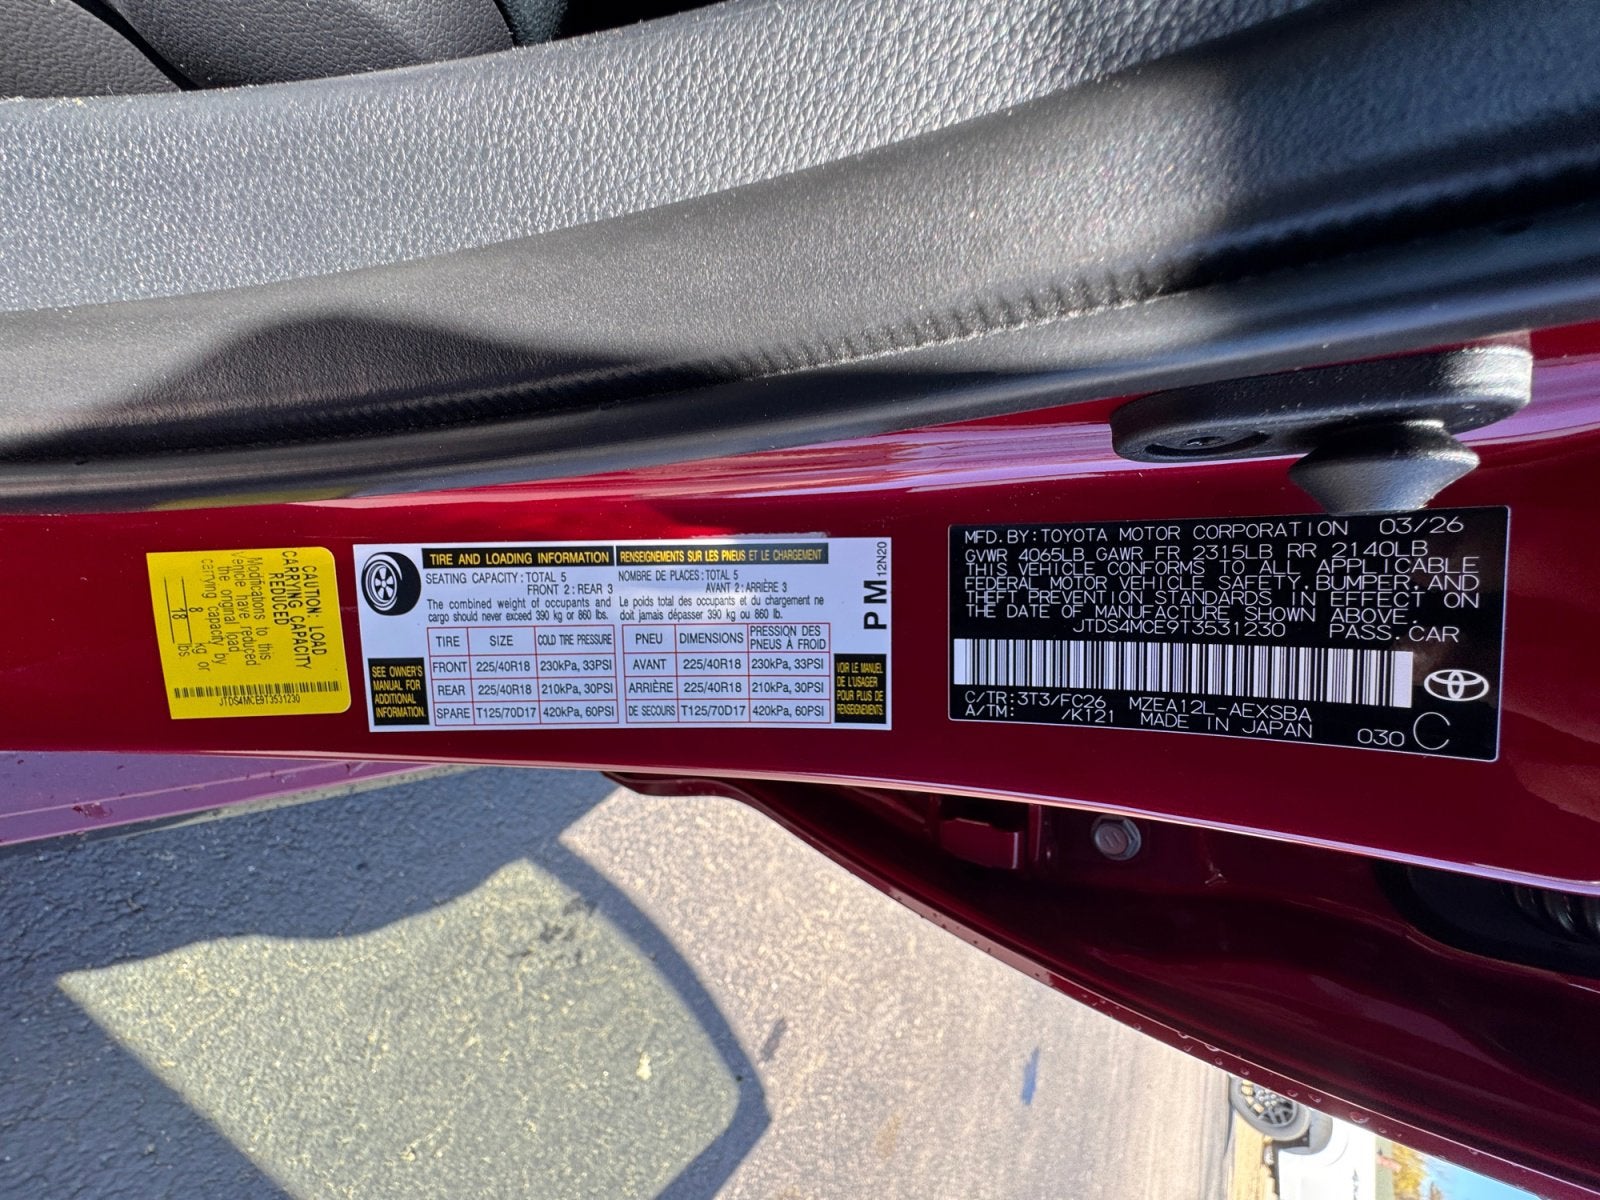 CAUTION: LOAD
CARRYING CAPACITY
REDUCED
Modifications to this
vehicle have reduced
the original load
carrying capacity by
8 kg or
18 lbs
JTDS4MCE9T3531230
TIRE AND LOADING INFORMATION
SEATING CAPACITY : TOTAL 5
FRONT 2 : REAR 3
The combined weight of occupants and
cargo should never exceed 390 kg or 860 lbs.
RENSEIGNEMENTS SUR LES PNEUS ET LE CHARGEMENT
NOMBRE DE PLACES : TOTAL 5
AVANT 2 : ARRIÈRE 3
Le poids total des occupants et du chargement ne
doit jamais dépasser 390 kg ou 860 lb.
SEE OWNER'S
MANUAL FOR
ADDITIONAL
INFORMATION.
TIRE SIZE COLD TIRE PRESSURE
FRONT 225/40R18 230kPa, 33PSI
REAR 225/40R18 210kPa, 30PSI
SPARE T125/70D17 420kPa, 60PSI
PNEU DIMENSIONS PRESSION DES
PNEUS À FROID
AVANT 225/40R18 230kPa, 33PSI
ARRIÈRE 225/40R18 210kPa, 30PSI
DE SECOURS T125/70D17 420kPa, 60PSI
VOIR LE MANUEL
DE L'USAGER
POUR PLUS DE
RENSEIGNEMENTS.
PM 12N20
MFD.BY:TOYOTA MOTOR CORPORATION 03/26
GVWR 4065LB GAWR FR 2315LB RR 2140LB
THIS VEHICLE CONFORMS TO ALL APPLICABLE
FEDERAL MOTOR VEHICLE SAFETY,BUMPER,AND
THEFT PREVENTION STANDARDS IN EFFECT ON
THE DATE OF MANUFACTURE SHOWN ABOVE.
JTDS4MCE9T3531230 PASS.CAR
C/TR:3T3/FC26 MZEA12L-AEXSBA
A/TM: /K121 MADE IN JAPAN
030 C